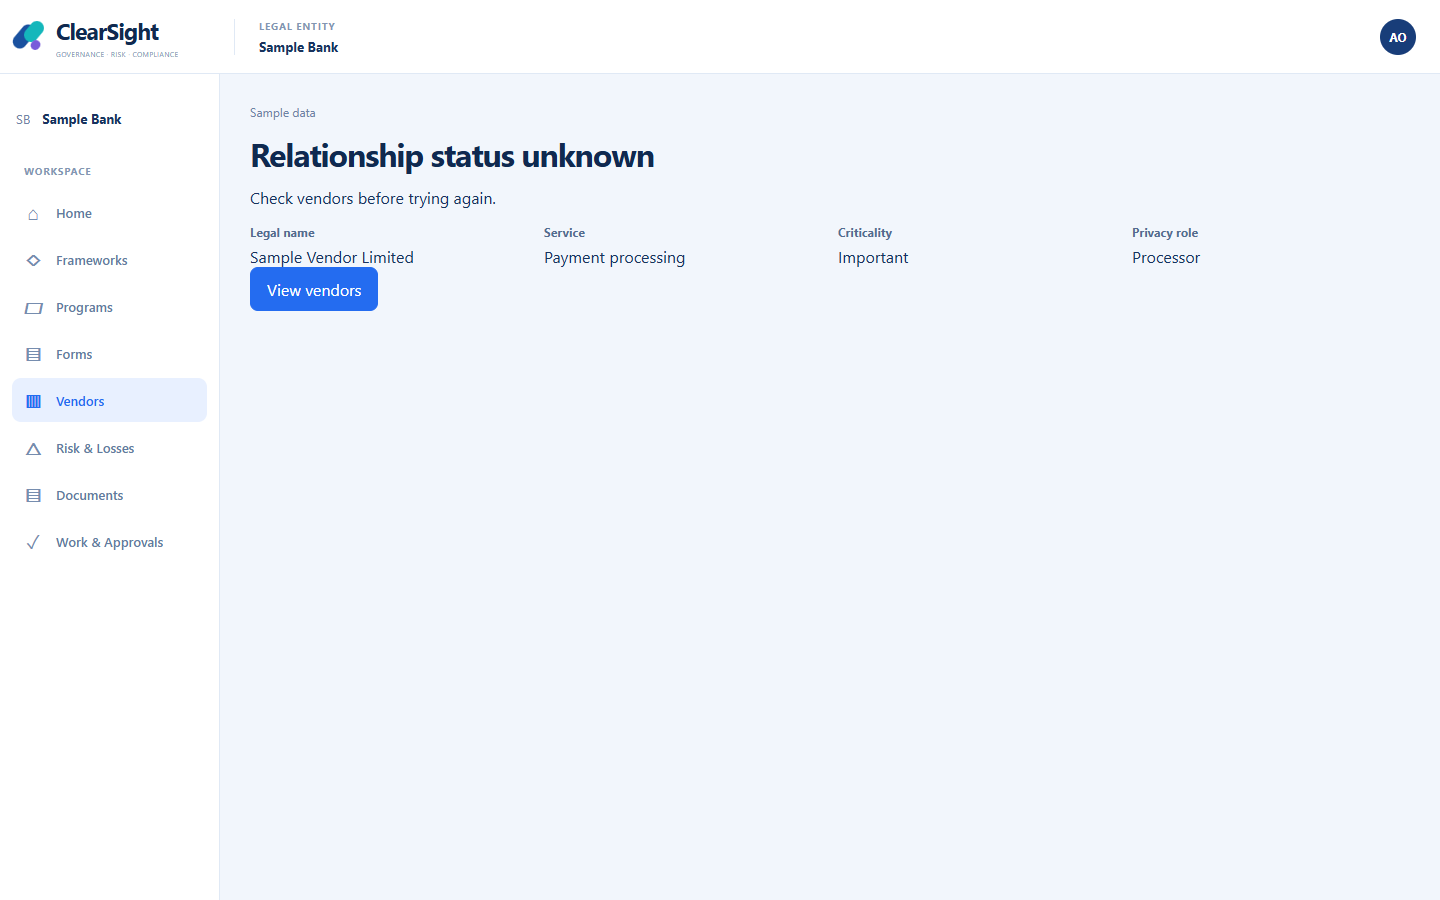 ClearSight
GOVERNANCE · RISK · COMPLIANCE
LEGAL ENTITY
Sample Bank
AO
SB Sample Bank
WORKSPACE
Home
Frameworks
Programs
Forms
Vendors
Risk & Losses
Documents
Work & Approvals
Sample data
Relationship status unknown
Check vendors before trying again.
Legal name Service Criticality Privacy role
Sample Vendor Limited Payment processing Important Processor
View vendors